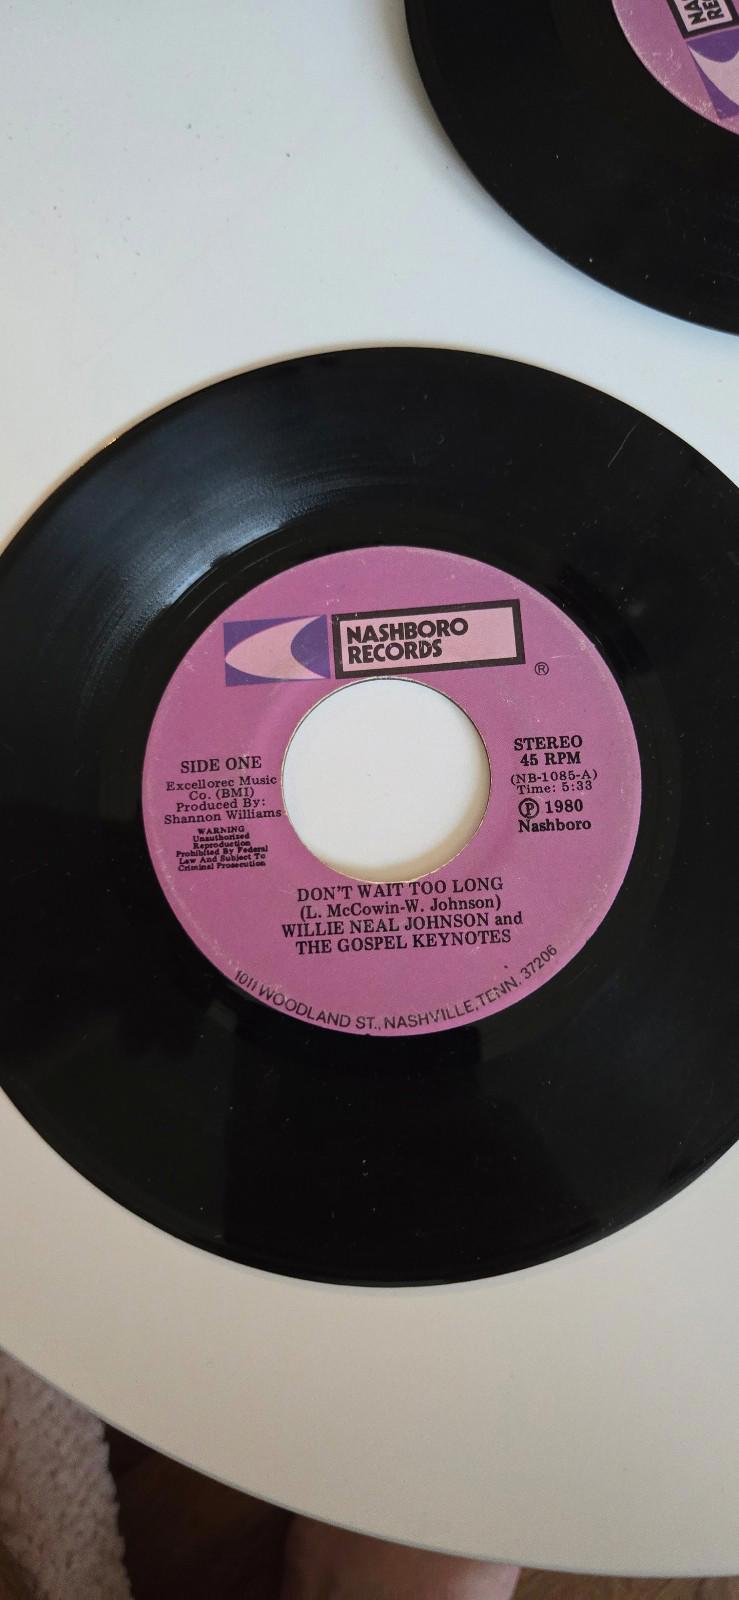 NASHBORO
RECORDS
®
SIDE ONE
Excellorec Music
Co. (BMI)
Produced By:
Shannon Williams
WARNING
Unauthorized
Reproduction
Prohibited By Federal
Law And Subject To
Criminal Prosecution
STEREO
45 RPM
(NB-1085-A)
Time: 5:33
Ⓟ 1980
Nashboro
DON'T WAIT TOO LONG
(L. McCowin-W. Johnson)
WILLIE NEAL JOHNSON and
THE GOSPEL KEYNOTES
1011 WOODLAND ST., NASHVILLE, TENN. 37206
NA
RE